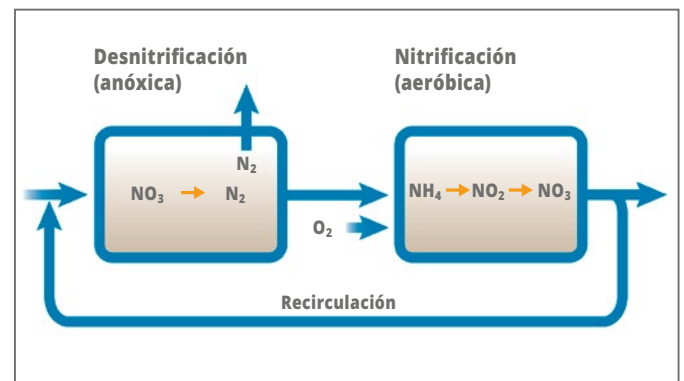 Desnitrificación
(anóxica)
Nitrificación
(aeróbica)
N₂
NO₃ → N₂
NH₄ → NO₂ → NO₃
O₂
Recirculación